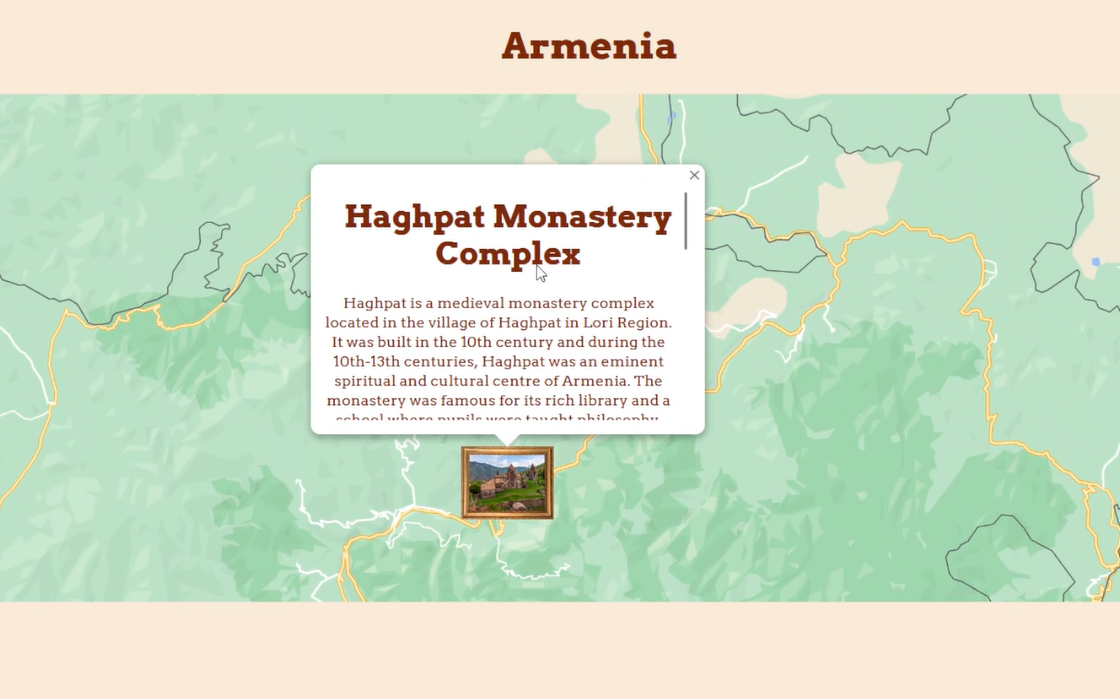 Armenia
Haghpat Monastery
Complex
Haghpat is a medieval monastery complex
located in the village of Haghpat in Lori Region.
It was built in the 10th century and during the
10th-13th centuries, Haghpat was an eminent
spiritual and cultural centre of Armenia. The
monastery was famous for its rich library and a
school where pupils were taught philosophy,